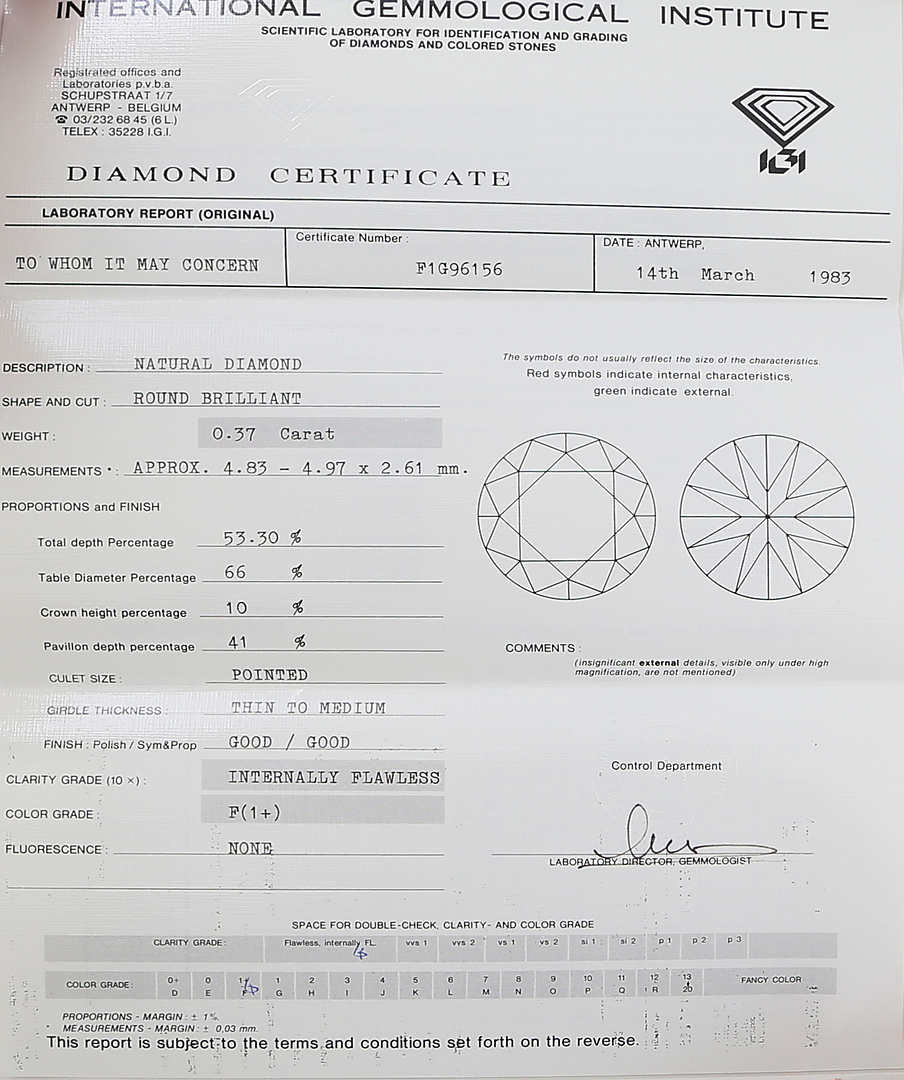 INTERNATIONAL GEMMOLOGICAL INSTITUTE
SCIENTIFIC LABORATORY FOR IDENTIFICATION AND GRADING
OF DIAMONDS AND COLORED STONES
Registrated offices and
Laboratories p.v.b.a.
SCHUPSTRAAT 1/7
ANTWERP - BELGIUM
☎ 03/232 68 45 (6 L.)
TELEX : 35228 I.G.I.
IGI
DIAMOND CERTIFICATE
LABORATORY REPORT (ORIGINAL)
TO WHOM IT MAY CONCERN
Certificate Number :
F1G96156
DATE : ANTWERP,
14th March 1983
DESCRIPTION : NATURAL DIAMOND
SHAPE AND CUT : ROUND BRILLIANT
WEIGHT : 0.37 Carat
MEASUREMENTS * : APPROX. 4.83 - 4.97 x 2.61 mm.
PROPORTIONS and FINISH
Total depth Percentage 53.30 %
Table Diameter Percentage 66 %
Crown height percentage 10 %
Pavillon depth percentage 41 %
CULET SIZE : POINTED
GIRDLE THICKNESS : THIN TO MEDIUM
FINISH : Polish / Sym&Prop GOOD / GOOD
CLARITY GRADE (10 ×) : INTERNALLY FLAWLESS
COLOR GRADE : F(1+)
FLUORESCENCE : NONE
The symbols do not usually reflect the size of the characteristics.
Red symbols indicate internal characteristics,
green indicate external.
COMMENTS :
(insignificant external details, visible only under high
magnification, are not mentioned)
Control Department
LABORATORY DIRECTOR, GEMMOLOGIST
SPACE FOR DOUBLE-CHECK, CLARITY- AND COLOR GRADE
CLARITY GRADE : Flawless, internally FL. vvs 1 vvs 2 vs 1 vs 2 si 1 si 2 p 1 p 2 p 3
COLOR GRADE : 0+ 0 1+ 1 2 3 4 5 6 7 8 9 10 11 12 13 FANCY COLOR
D E F G H I J K L M N O P Q R 20
PROPORTIONS - MARGIN : ± 1%.
* MEASUREMENTS - MARGIN : ± 0,03 mm.
This report is subject to the terms and conditions set forth on the reverse.